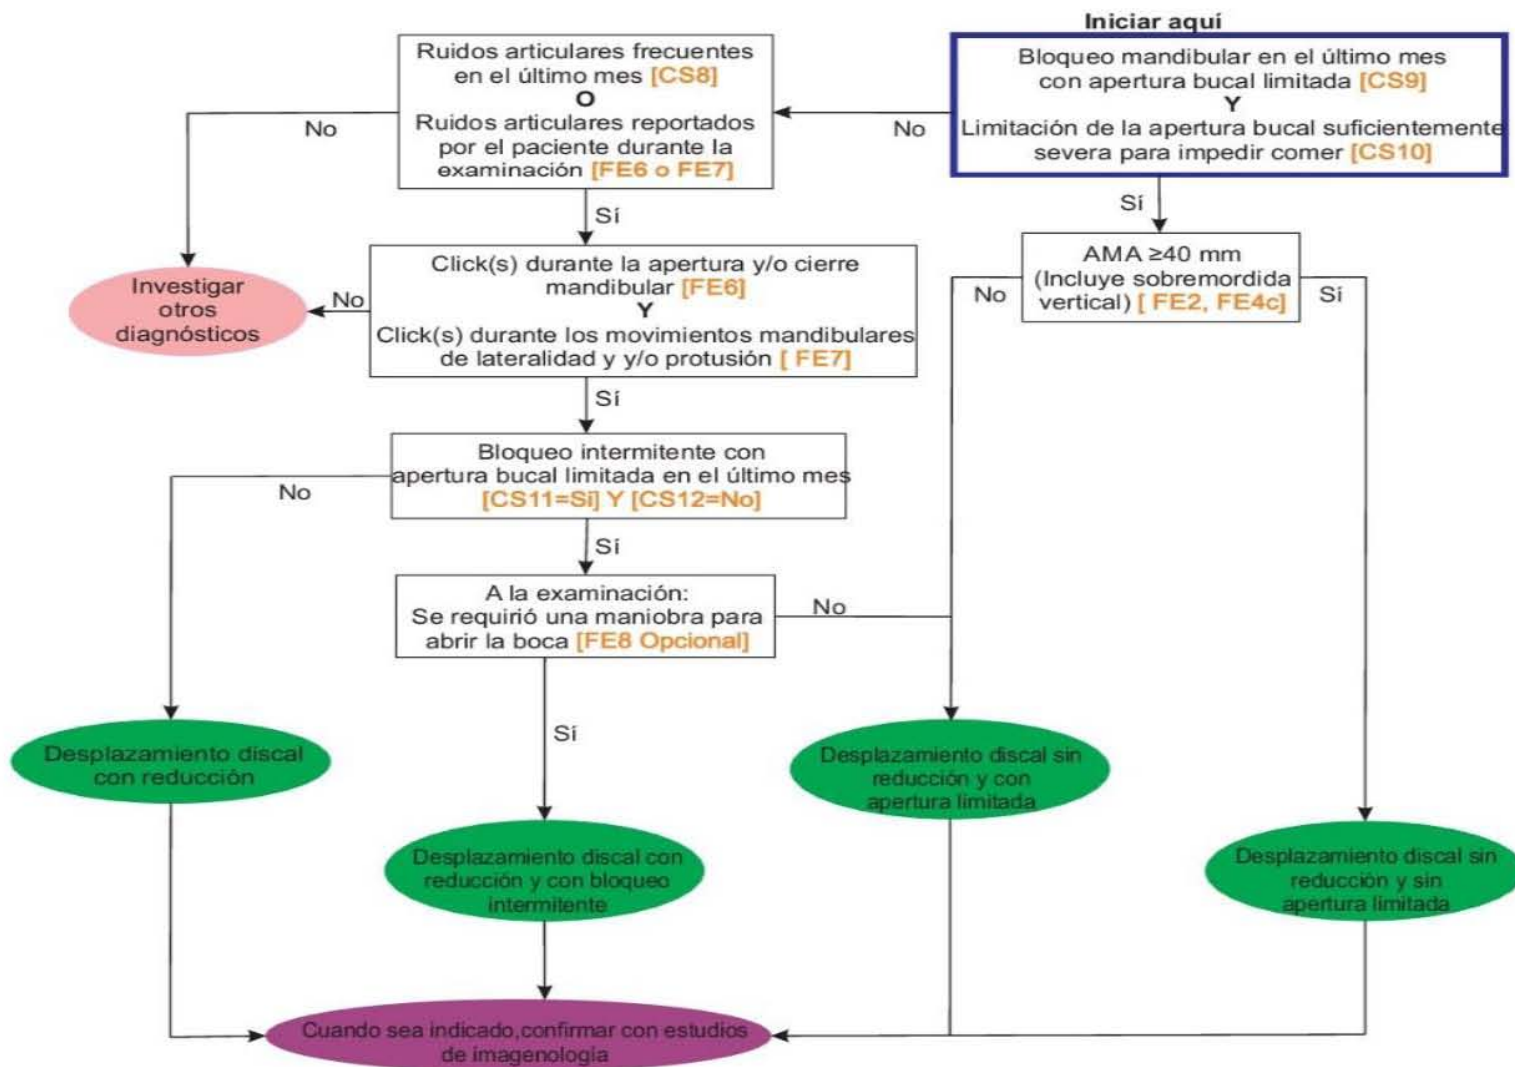 Iniciar aquí
Bloqueo mandibular en el último mes
con apertura bucal limitada [CS9]
Y
Limitación de la apertura bucal suficientemente
severa para impedir comer [CS10]
No
Sí
Ruidos articulares frecuentes
en el último mes [CS8]
O
Ruidos articulares reportados
por el paciente durante la
examinación [FE6 o FE7]
No
Sí
AMA ≥40 mm
(Incluye sobremordida
vertical) [ FE2, FE4c]
No
Sí
Investigar
otros
diagnósticos
No
Click(s) durante la apertura y/o cierre
mandibular [FE6]
Y
Click(s) durante los movimientos mandibulares
de lateralidad y y/o protusión [ FE7]
Sí
Bloqueo intermitente con
apertura bucal limitada en el último mes
[CS11=Sí] Y [CS12=No]
No
Sí
A la examinación:
Se requirió una maniobra para
abrir la boca [FE8 Opcional]
No
Sí
Desplazamiento discal
con reducción
Desplazamiento discal sin
reducción y con
apertura limitada
Desplazamiento discal con
reducción y con bloqueo
intermitente
Desplazamiento discal sin
reducción y sin
apertura limitada
Cuando sea indicado,confirmar con estudios
de imagenología